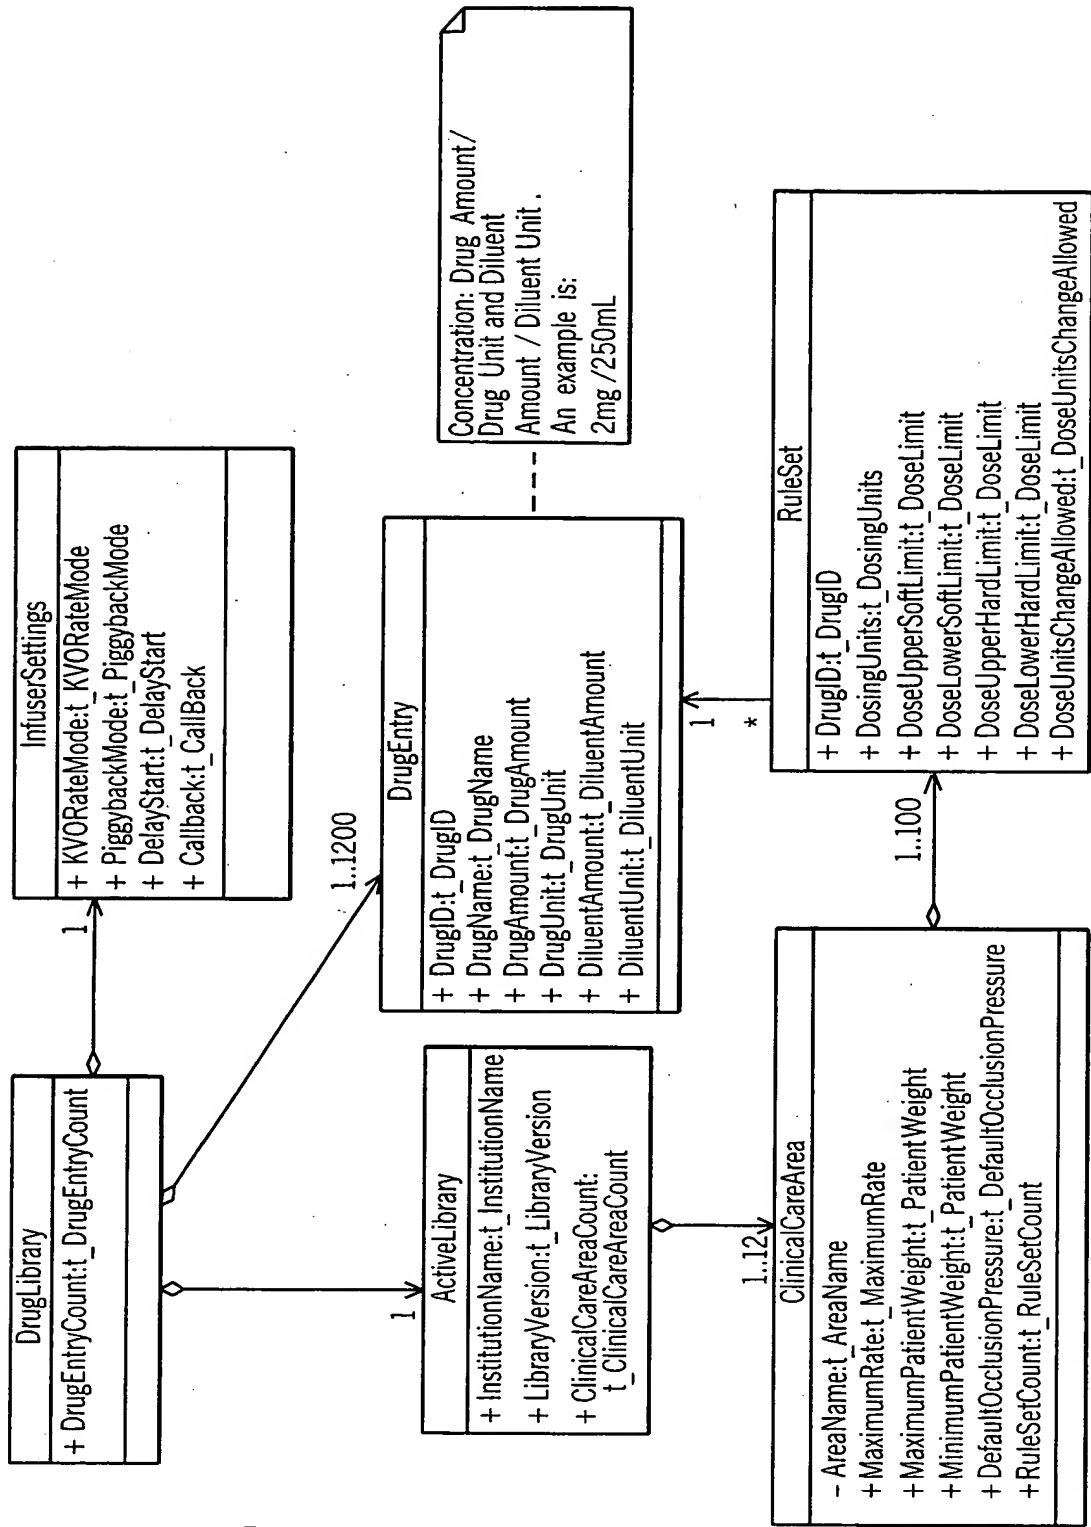 DrugLibrary
+ DrugEntryCount:t_DrugEntryCount
1
InfuserSettings
+ KVORateMode:t_KVORateMode
+ PiggybackMode:t_PiggybackMode
+ DelayStart:t_DelayStart
+ Callback:t_CallBack
1..1200
1
ActiveLibrary
+ InstitutionName:t_InstitutionName
+ LibraryVersion:t_LibraryVersion
+ ClinicalCareAreaCount:
t_ClinicalCareAreaCount
DrugEntry
+ DrugID:t_DrugID
+ DrugName:t_DrugName
+ DrugAmount:t_DrugAmount
+ DrugUnit:t_DrugUnit
+ DiluentAmount:t_DiluentAmount
+ DiluentUnit:t_DiluentUnit
Concentration: Drug Amount/
Drug Unit and Diluent
Amount / Diluent Unit.
An example is:
2mg/250mL
1..12
1
*
ClinicalCareArea
- AreaName:t_AreaName
+ MaximumRate:t_MaximumRate
+ MaximumPatientWeight:t_PatientWeight
+ MinimumPatientWeight:t_PatientWeight
+ DefaultOcclusionPressure:t_DefaultOcclusionPressure
+ RuleSetCount:t_RuleSetCount
1..100
RuleSet
+ DrugID:t_DrugID
+ DosingUnits:t_DosingUnits
+ DoseUpperSoftLimit:t_DoseLimit
+ DoseLowerSoftLimit:t_DoseLimit
+ DoseUpperHardLimit:t_DoseLimit
+ DoseLowerHardLimit:t_DoseLimit
+ DoseUnitsChangeAllowed:t_DoseUnitsChangeAllowed